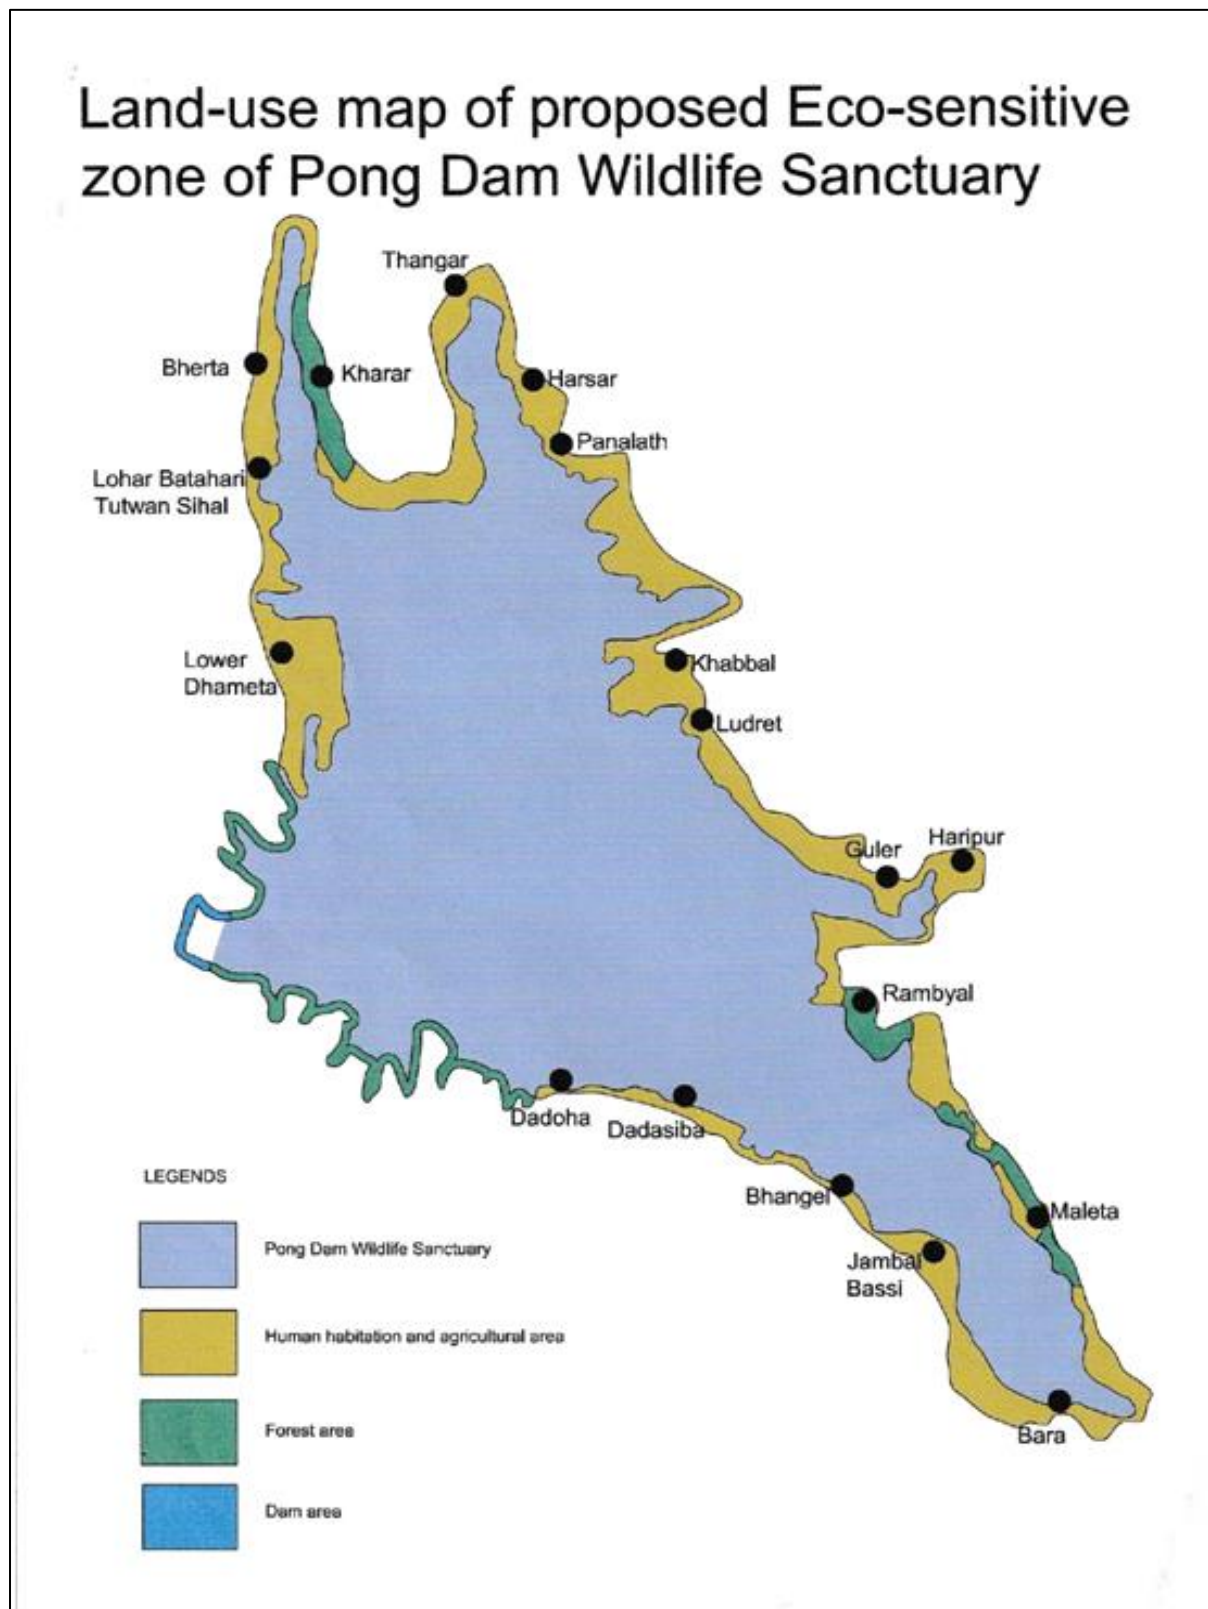 Land-use map of proposed Eco-sensitive
zone of Pong Dam Wildlife Sanctuary
Thangar
Bherta
Kharar
Harsar
Panalath
Lohar Batahari
Tutwan Sihal
Lower
Dhameta
Khabbal
Ludret
Guler
Haripur
Rambyal
Dadoha
Dadasiba
Bhangel
Maleta
Jambal
Bassi
Bara
LEGENDS
Pong Dam Wildlife Sanctuary
Human habitation and agricultural area
Forest area
Dam area